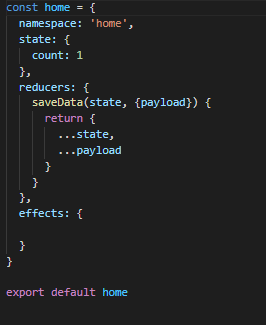 const home = {
  namespace: 'home',
  state: {
    count: 1
  },
  reducers: {
    saveData(state, {payload}) {
      return {
        ...state,
        ...payload
      }
    }
  },
  effects: {

  }
}

export default home